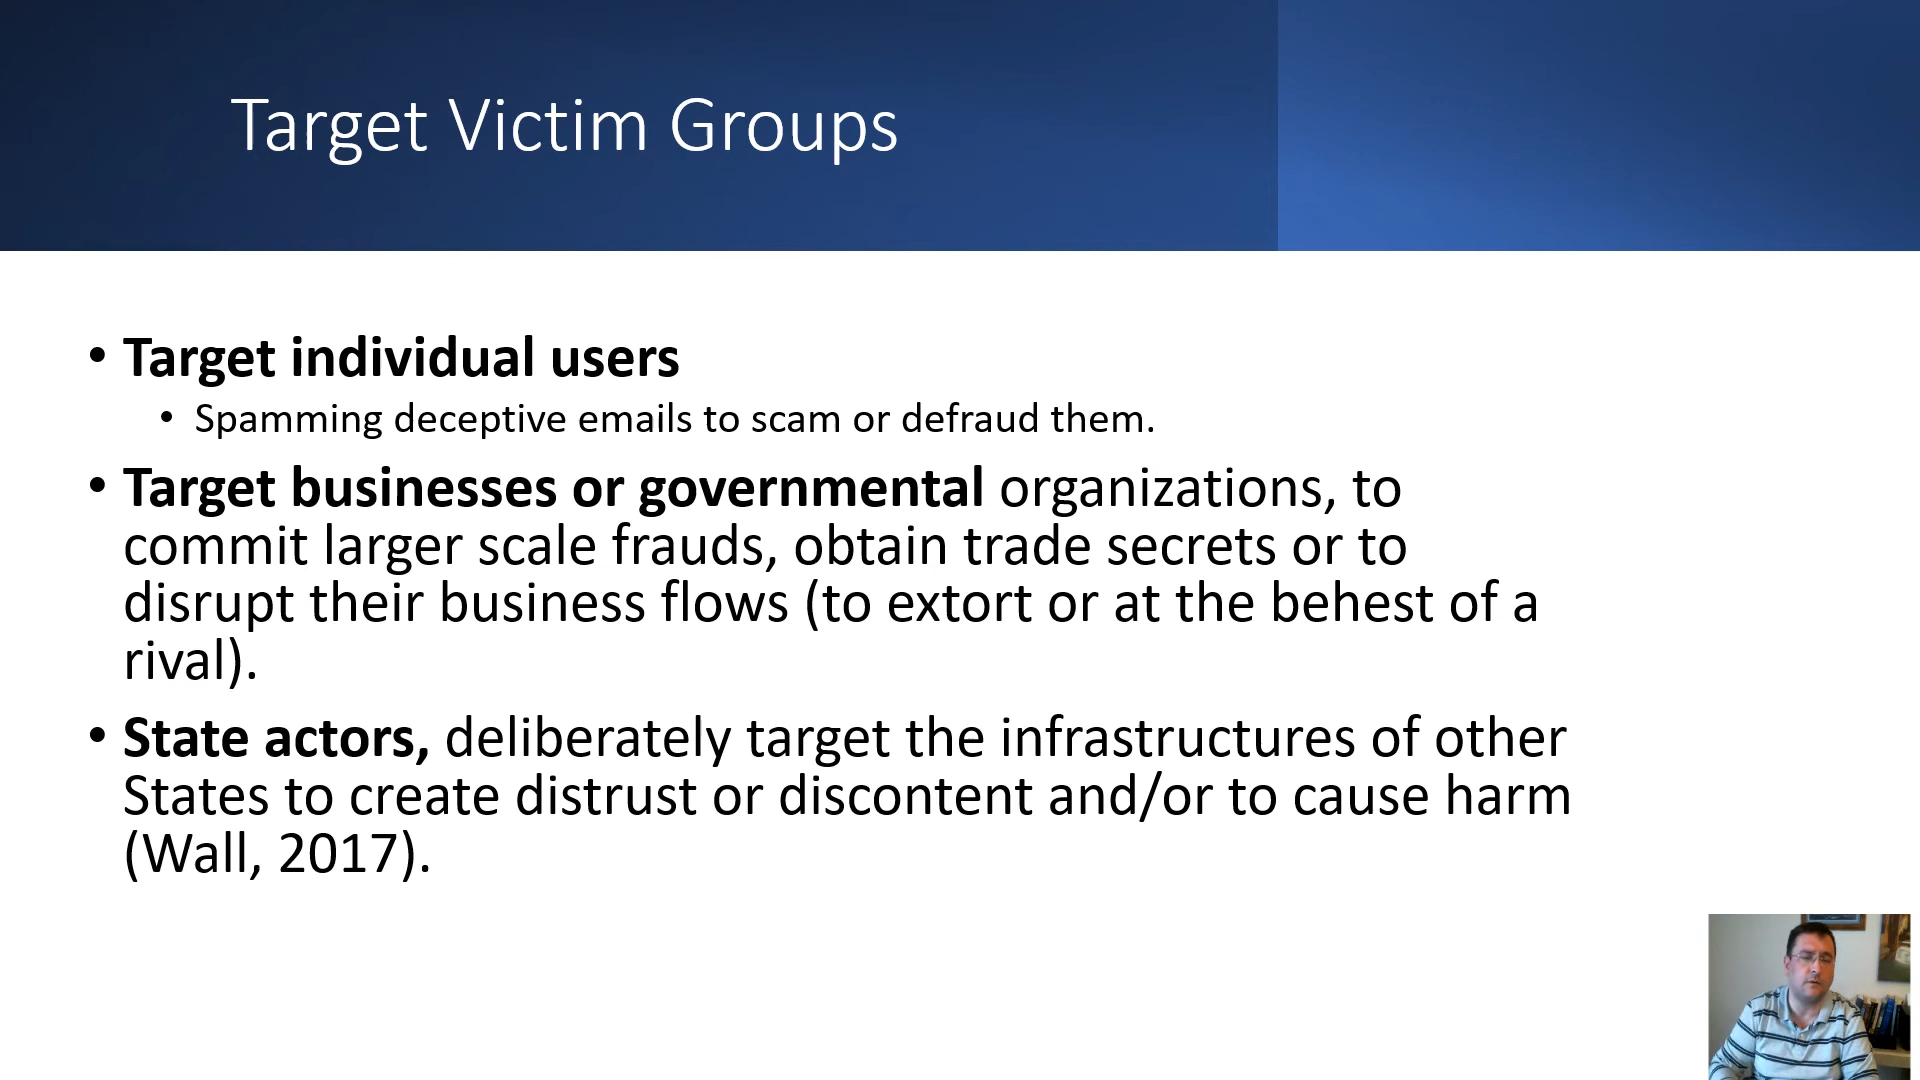 Target Victim Groups
• Target individual users
• Spamming deceptive emails to scam or defraud them.
• Target businesses or governmental organizations, to
commit larger scale frauds, obtain trade secrets or to
disrupt their business flows (to extort or at the behest of a
rival).
• State actors, deliberately target the infrastructures of other
States to create distrust or discontent and/or to cause harm
(Wall, 2017).